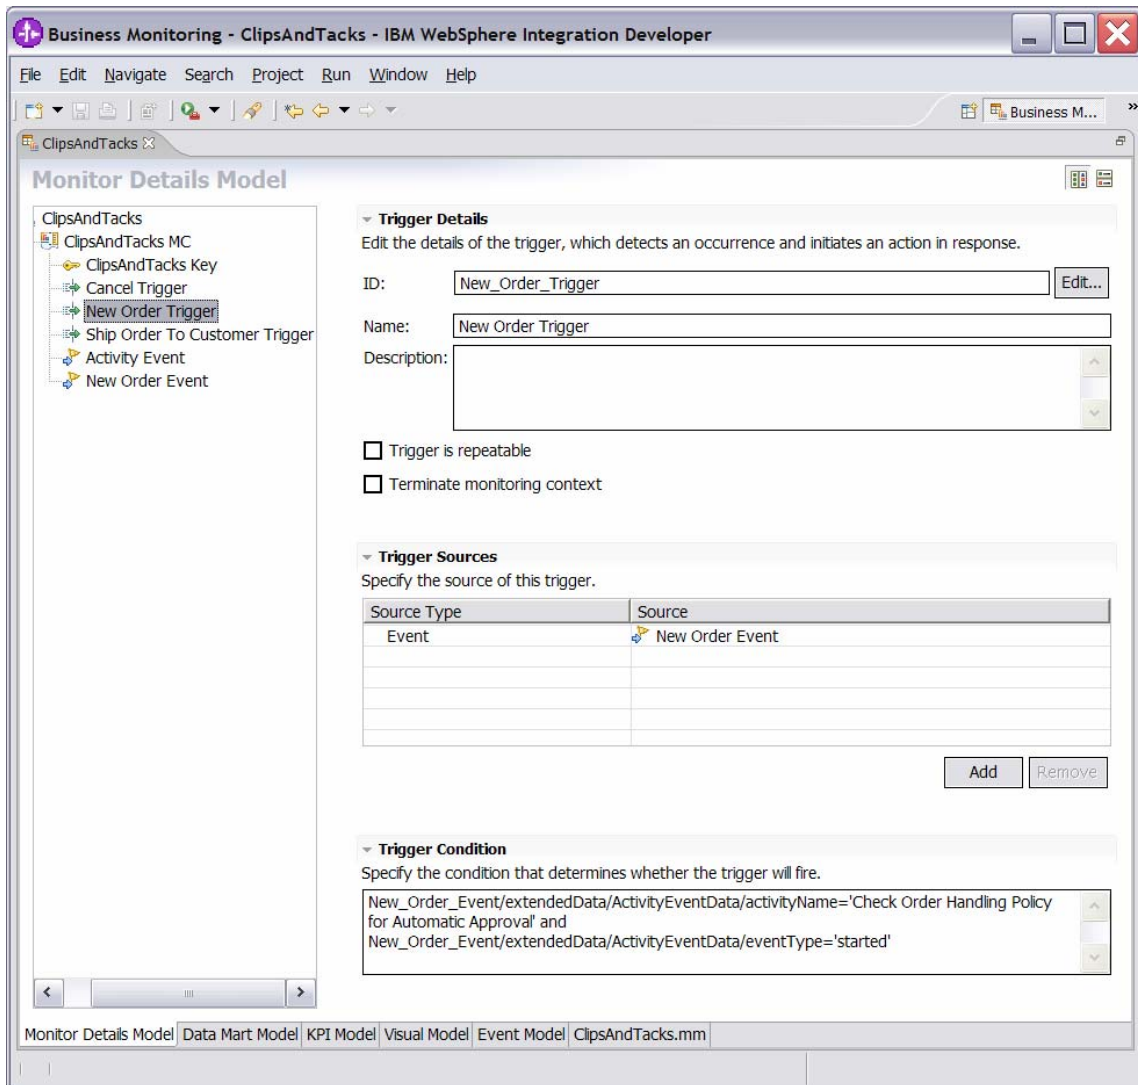 Business Monitoring - ClipsAndTacks - IBM WebSphere Integration Developer
File Edit Navigate Search Project Run Window Help
Business M... »
ClipsAndTacks
Monitor Details Model
ClipsAndTacks
ClipsAndTacks MC
ClipsAndTacks Key
Cancel Trigger
New Order Trigger
Ship Order To Customer Trigger
Activity Event
New Order Event
Trigger Details
Edit the details of the trigger, which detects an occurrence and initiates an action in response.
ID: New_Order_Trigger Edit...
Name: New Order Trigger
Description:
Trigger is repeatable
Terminate monitoring context
Trigger Sources
Specify the source of this trigger.
Source Type Source
Event New Order Event
Add Remove
Trigger Condition
Specify the condition that determines whether the trigger will fire.
New_Order_Event/extendedData/ActivityEventData/activityName='Check Order Handling Policy
for Automatic Approval' and
New_Order_Event/extendedData/ActivityEventData/eventType='started'
Monitor Details Model Data Mart Model KPI Model Visual Model Event Model ClipsAndTacks.mm